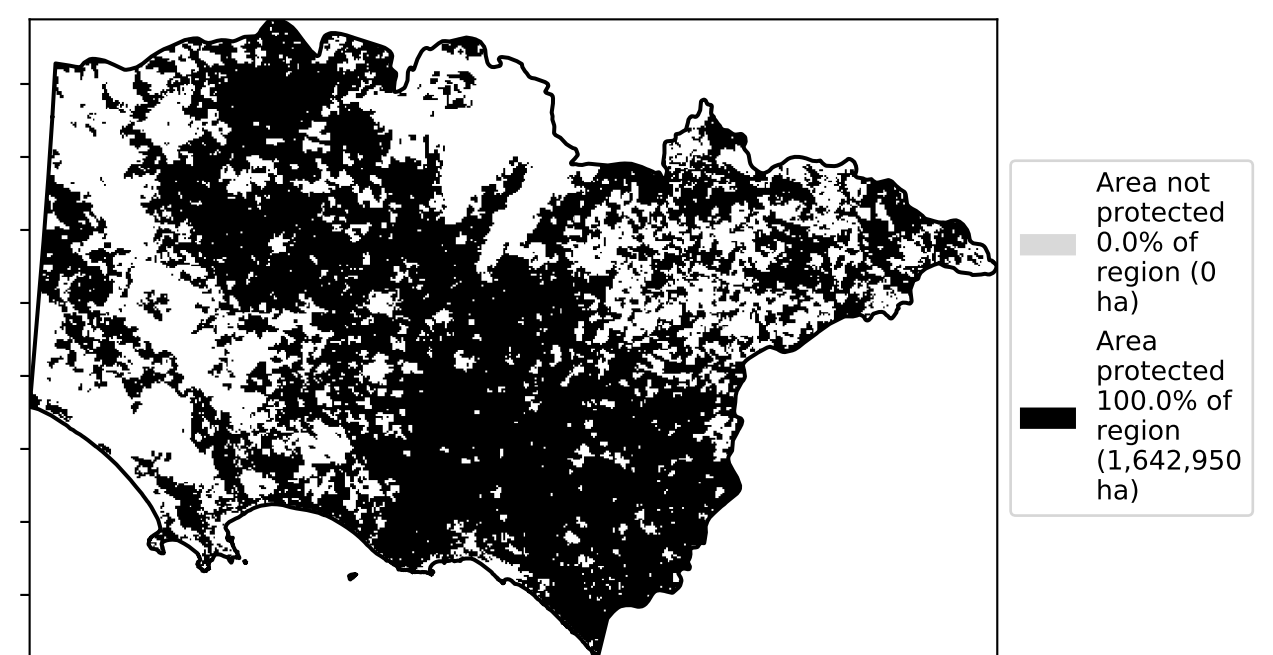 Area not
protected
0.0% of
region (0
ha)
Area
protected
100.0% of
region
(1,642,950
ha)